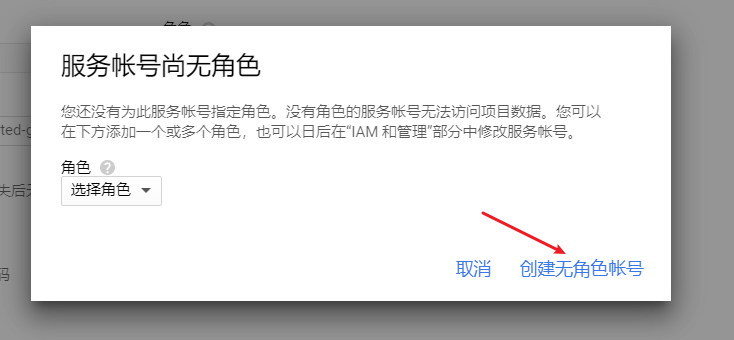 角色
服务帐号尚无角色
您还没有为此服务帐号指定角色。没有角色的服务帐号无法访问项目数据。您可以
在下方添加一个或多个角色，也可以日后在“IAM 和管理”部分中修改服务帐号。
ted-g
角色 ?
选择角色
失后无
取消 创建无角色帐号
码